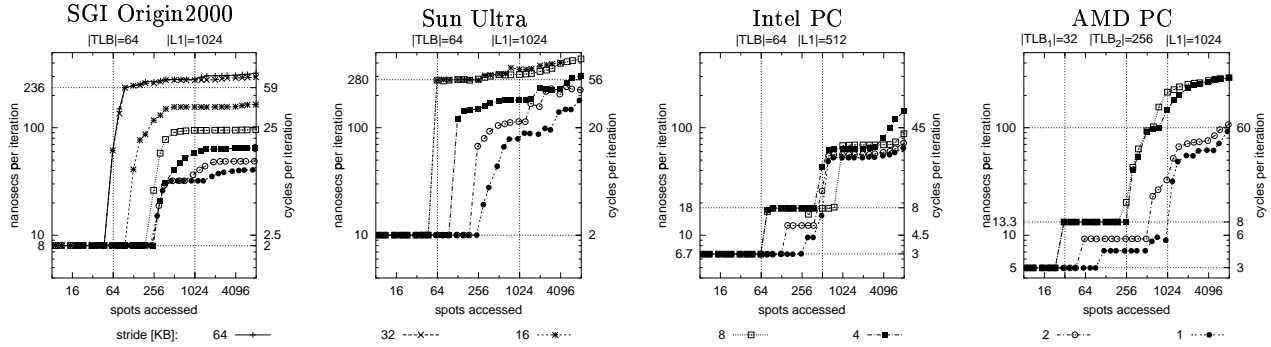 SGI Origin2000
|TLB|=64 |L1|=1024
nanosecs per iteration
236
100
10
8
59
25
2.5
2
cycles per iteration
16 64 256 1024 4096
spots accessed
Sun Ultra
|TLB|=64 |L1|=1024
nanosecs per iteration
280
100
10
56
20
2
cycles per iteration
16 64 256 1024 4096
spots accessed
Intel PC
|TLB|=64 |L1|=512
nanosecs per iteration
100
18
10
6.7
45
8
4.5
3
cycles per iteration
16 64 256 1024 4096
spots accessed
AMD PC
|TLB1|=32 |TLB2|=256 |L1|=1024
nanosecs per iteration
100
13.3
10
5
60
8
6
3
cycles per iteration
16 64 256 1024 4096
spots accessed
stride [KB]: 64 32 16 8 4 2 1